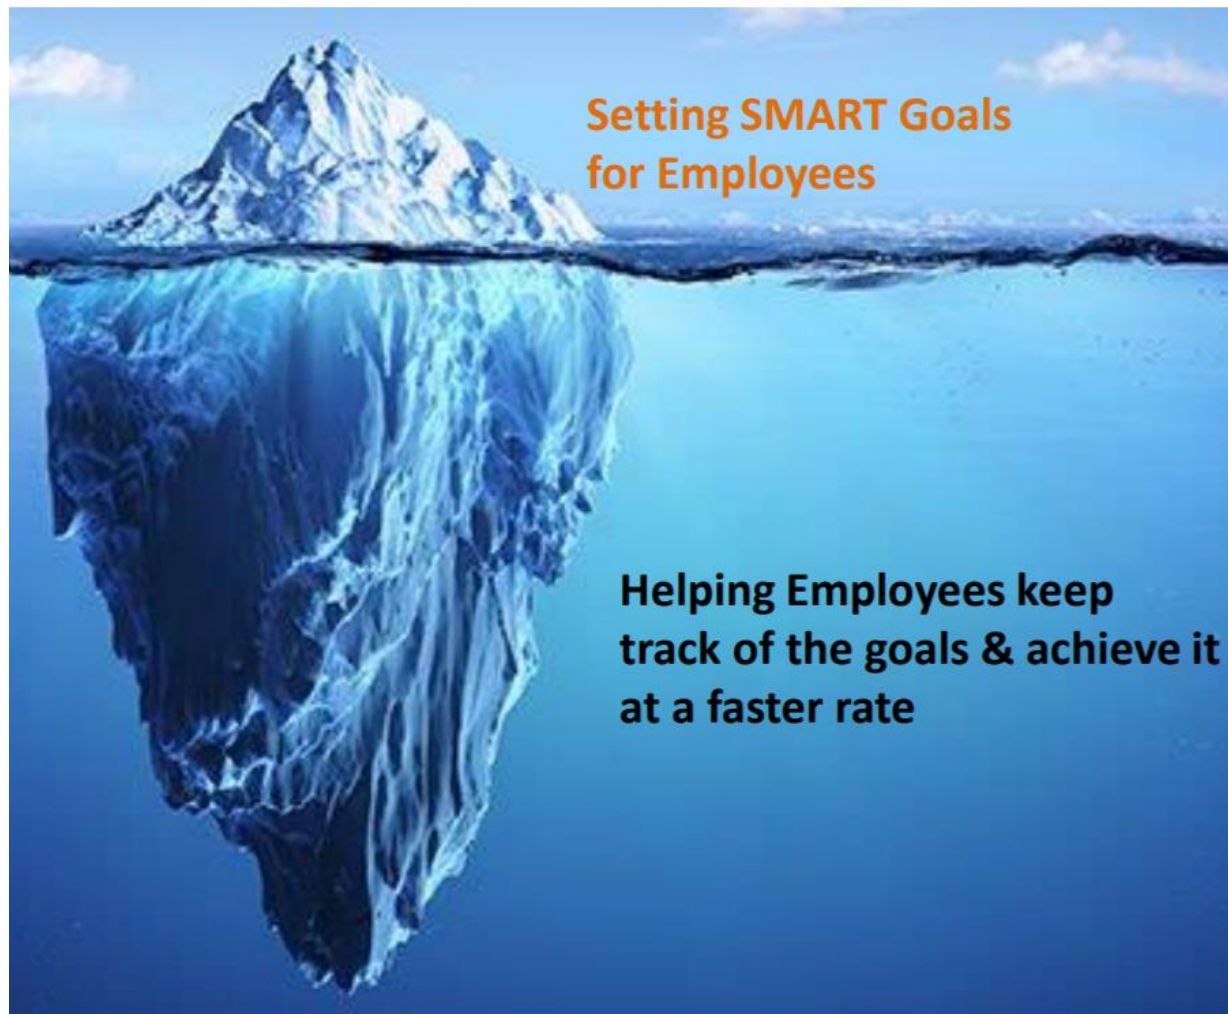 Setting SMART Goals
for Employees
Helping Employees keep
track of the goals & achieve it
at a faster rate